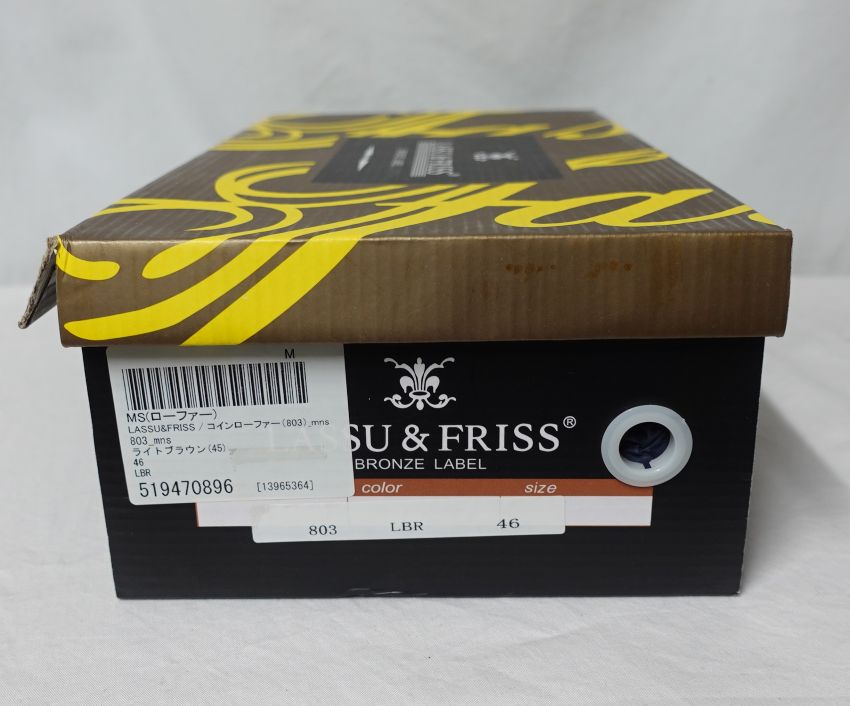 LASSU&FRISS
M
MS(ローファー)
LASSU&FRISS / コインローファー(803)_mns
803_mns
ライトブラウン(45)
46
LBR
519470896 [13965364]
LASSU & FRISS®
BRONZE LABEL
color size
803 LBR 46